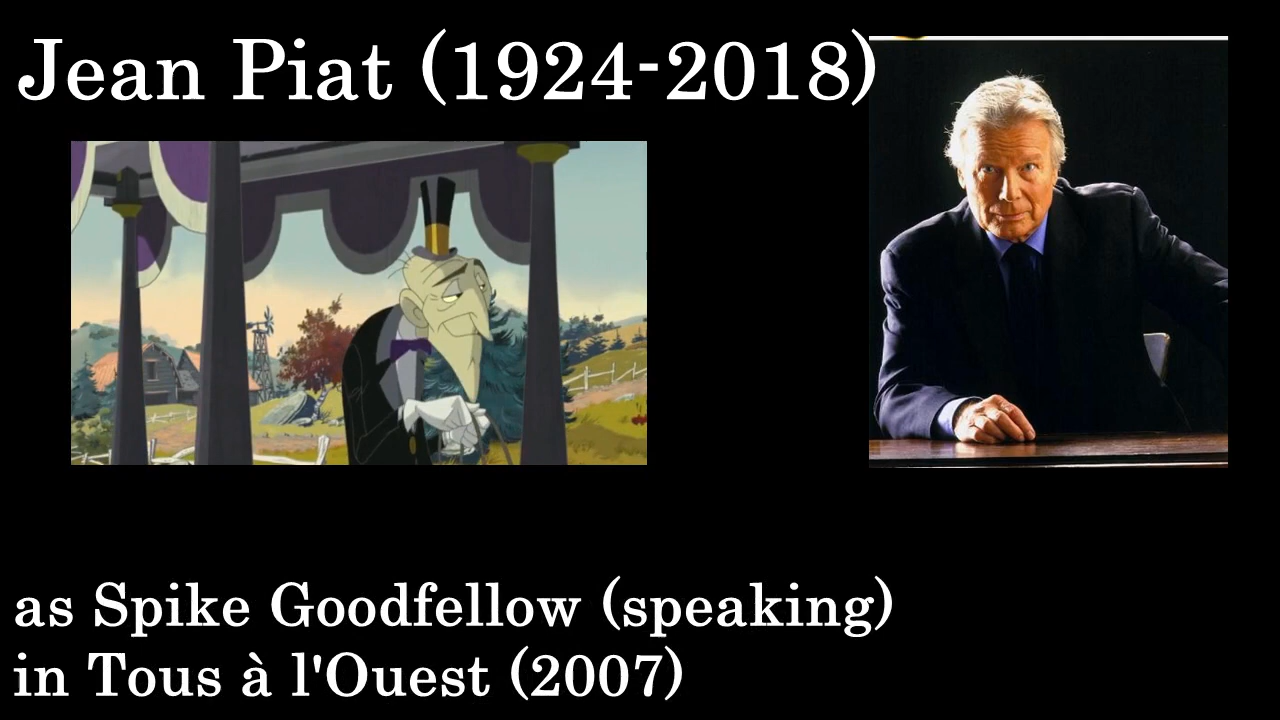 Jean Piat (1924-2018)
as Spike Goodfellow (speaking)
in Tous à l'Ouest (2007)